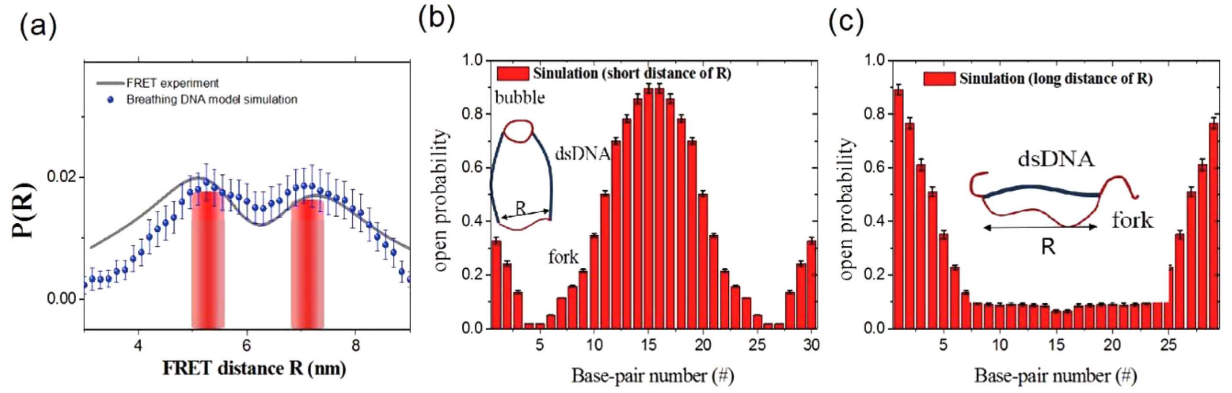 (a)
FRET experiment
Breathing DNA model simulation
P(R)
0.02
0.00
4
6
8
FRET distance R (nm)
(b)
1.0
0.8
0.6
0.4
0.2
0.0
open probability
Sinulation (short distance of R)
bubble
dsDNA
R
fork
5
10
15
20
25
30
Base-pair number (#)
(c)
1.0
0.8
0.6
0.4
0.2
0.0
open probability
Simulation (long distance of R)
dsDNA
fork
R
5
10
15
20
25
Base-pair number (#)